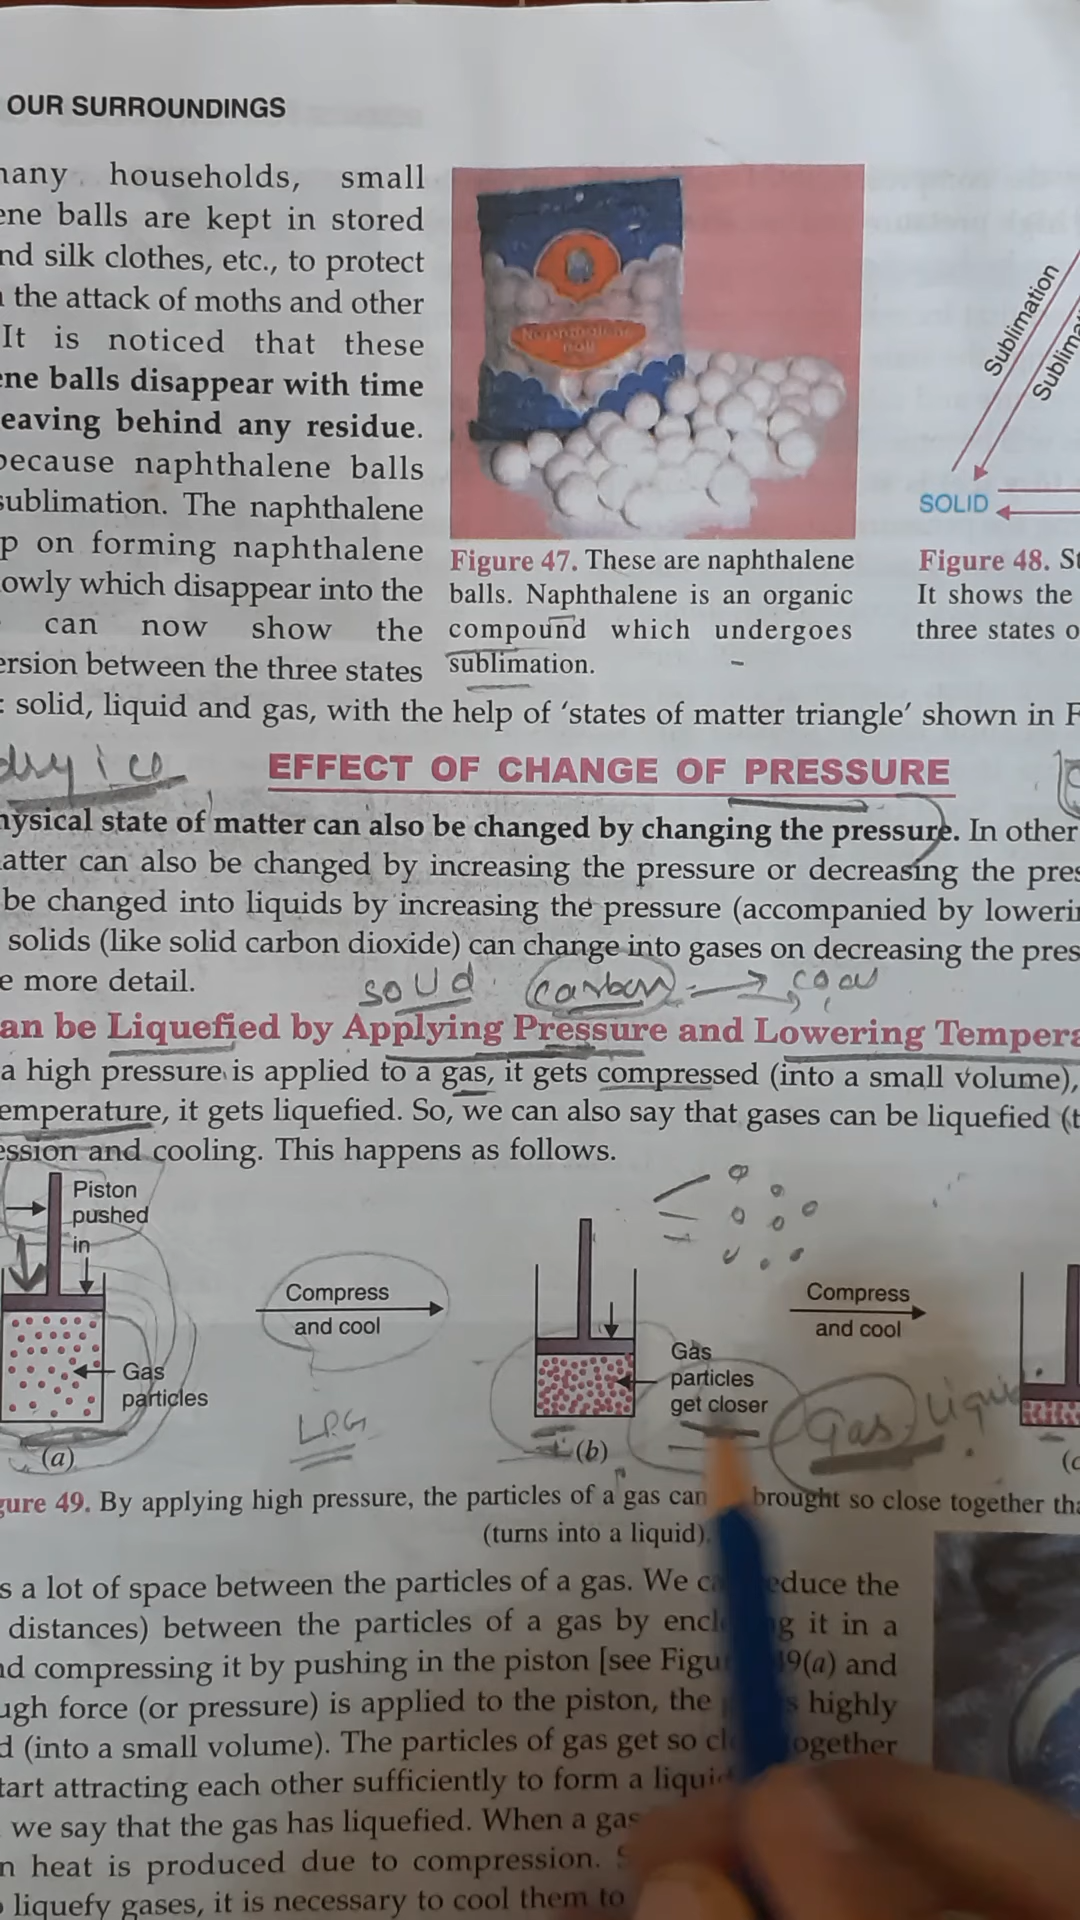 OUR SURROUNDINGS
many households, small
ene balls are kept in stored
nd silk clothes, etc., to protect
the attack of moths and other
It is noticed that these
ene balls disappear with time
eaving behind any residue.
because naphthalene balls
sublimation. The naphthalene
p on forming naphthalene
owly which disappear into the
can now show the
ersion between the three states
: solid, liquid and gas, with the help of ‘states of matter triangle’ shown in F
Naphthalene
Ball
Figure 47. These are naphthalene
balls. Naphthalene is an organic
compound which undergoes
sublimation.
Sublimation
Sublima
SOLID
Figure 48. St
It shows the
three states o
dry ice
EFFECT OF CHANGE OF PRESSURE
hysical state of matter can also be changed by changing the pressure. In other
atter can also be changed by increasing the pressure or decreasing the pres
be changed into liquids by increasing the pressure (accompanied by loweri
solids (like solid carbon dioxide) can change into gases on decreasing the pres
e more detail.
solid carbon
an be Liquefied by Applying Pressure and Lowering Tempera
a high pressure is applied to a gas, it gets compressed (into a small volume),
emperature, it gets liquefied. So, we can also say that gases can be liquefied (t
ession and cooling. This happens as follows.
Piston
pushed
in
Gas
particles
(a)
Compress
and cool
LPG
Gas
particles
get closer
(b)
Compress
and cool
Gas liquid
(c
gure 49. By applying high pressure, the particles of a gas can brought so close together tha
(turns into a liquid).
s a lot of space between the particles of a gas. We ca educe the
distances) between the particles of a gas by encl g it in a
nd compressing it by pushing in the piston [see Figu 49(a) and
ugh force (or pressure) is applied to the piston, the s highly
d (into a small volume). The particles of gas get so cl ogether
tart attracting each other sufficiently to form a liquid
we say that the gas has liquefied. When a gas
n heat is produced due to compression. S
liquefy gases, it is necessary to cool them to